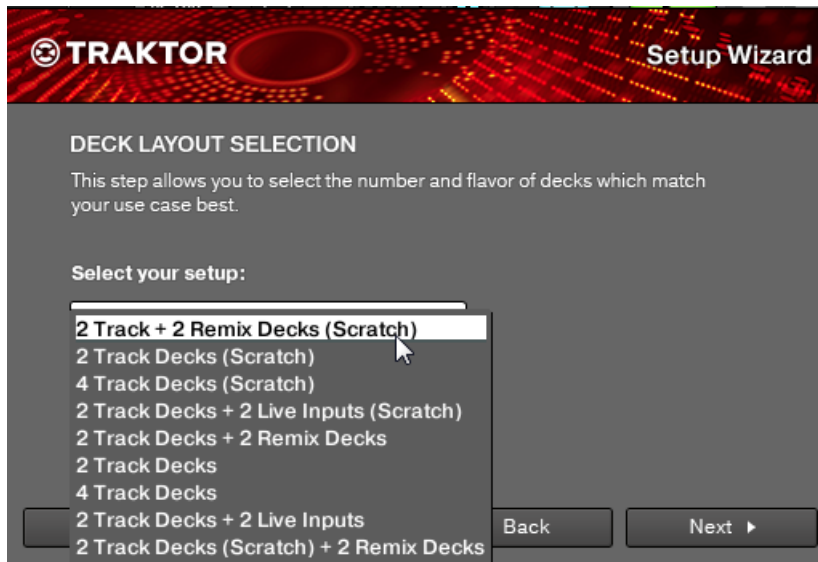 TRAKTOR
Setup Wizard
DECK LAYOUT SELECTION
This step allows you to select the number and flavor of decks which match
your use case best.
Select your setup:
2 Track + 2 Remix Decks (Scratch)
2 Track Decks (Scratch)
4 Track Decks (Scratch)
2 Track Decks + 2 Live Inputs (Scratch)
2 Track Decks + 2 Remix Decks
2 Track Decks
4 Track Decks
2 Track Decks + 2 Live Inputs
2 Track Decks (Scratch) + 2 Remix Decks
Back
Next